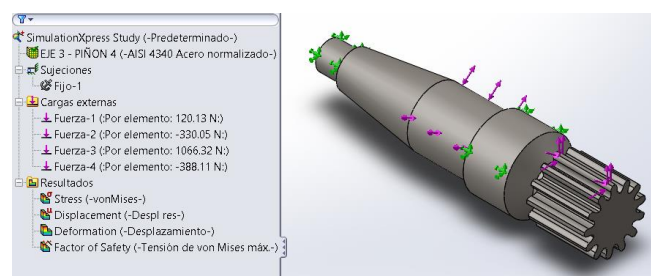 SimulationXpress Study (-Predeterminado-)
EJE 3 - PIÑON 4 (-AISI 4340 Acero normalizado-)
Sujeciones
Fijo-1
Cargas externas
Fuerza-1 (:Por elemento: 120.13 N:)
Fuerza-2 (:Por elemento: -330.05 N:)
Fuerza-3 (:Por elemento: 1066.32 N:)
Fuerza-4 (:Por elemento: -388.11 N:)
Resultados
Stress (-vonMises-)
Displacement (-Despl res-)
Deformation (-Desplazamiento-)
Factor of Safety (-Tensión de von Mises máx.-)